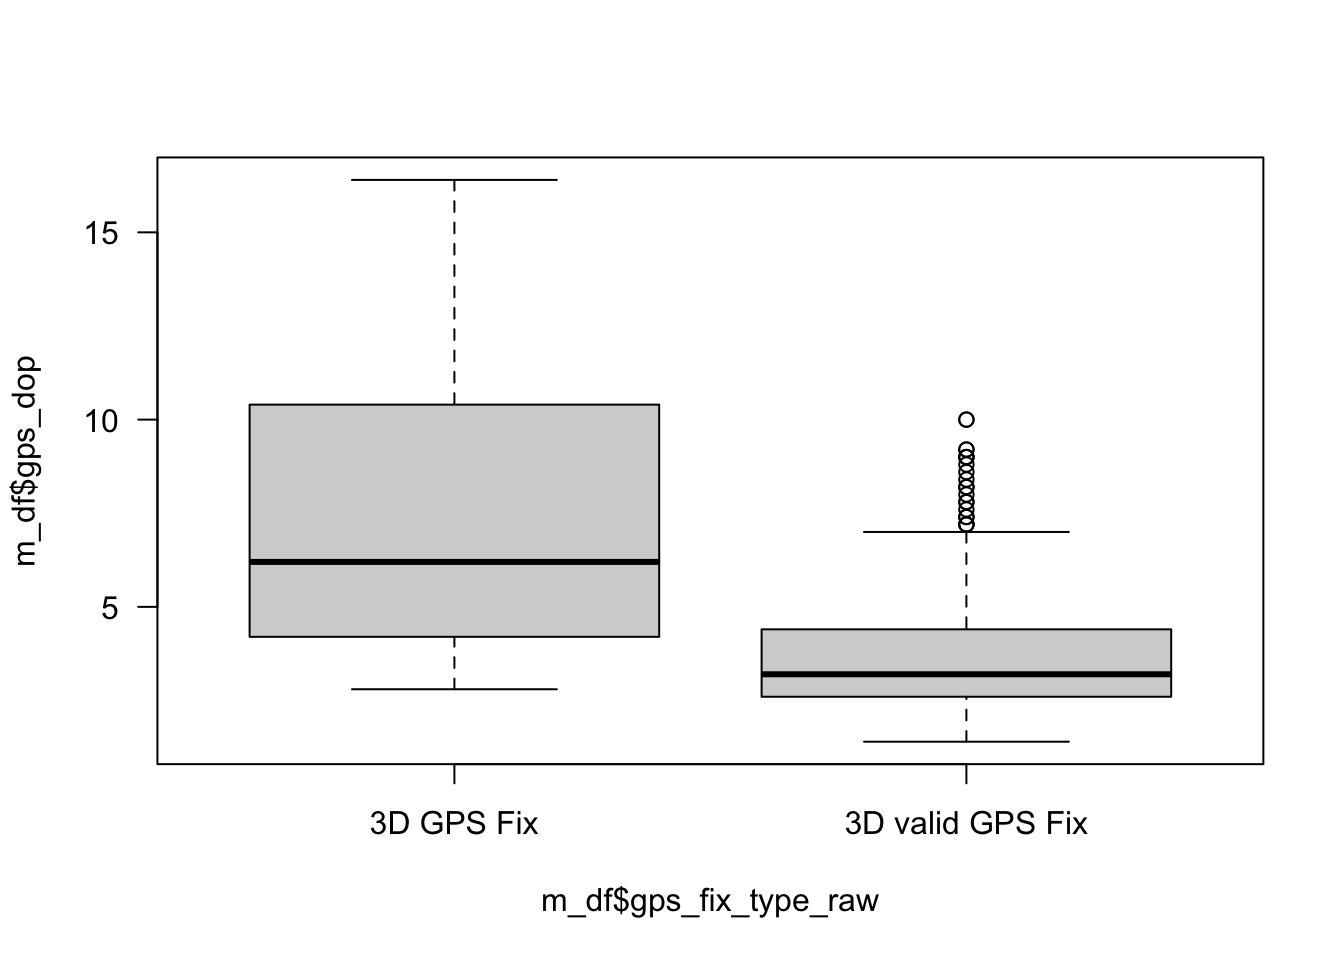 m_df$gps_dop
15
10
5
3D GPS Fix
3D valid GPS Fix
m_df$gps_fix_type_raw